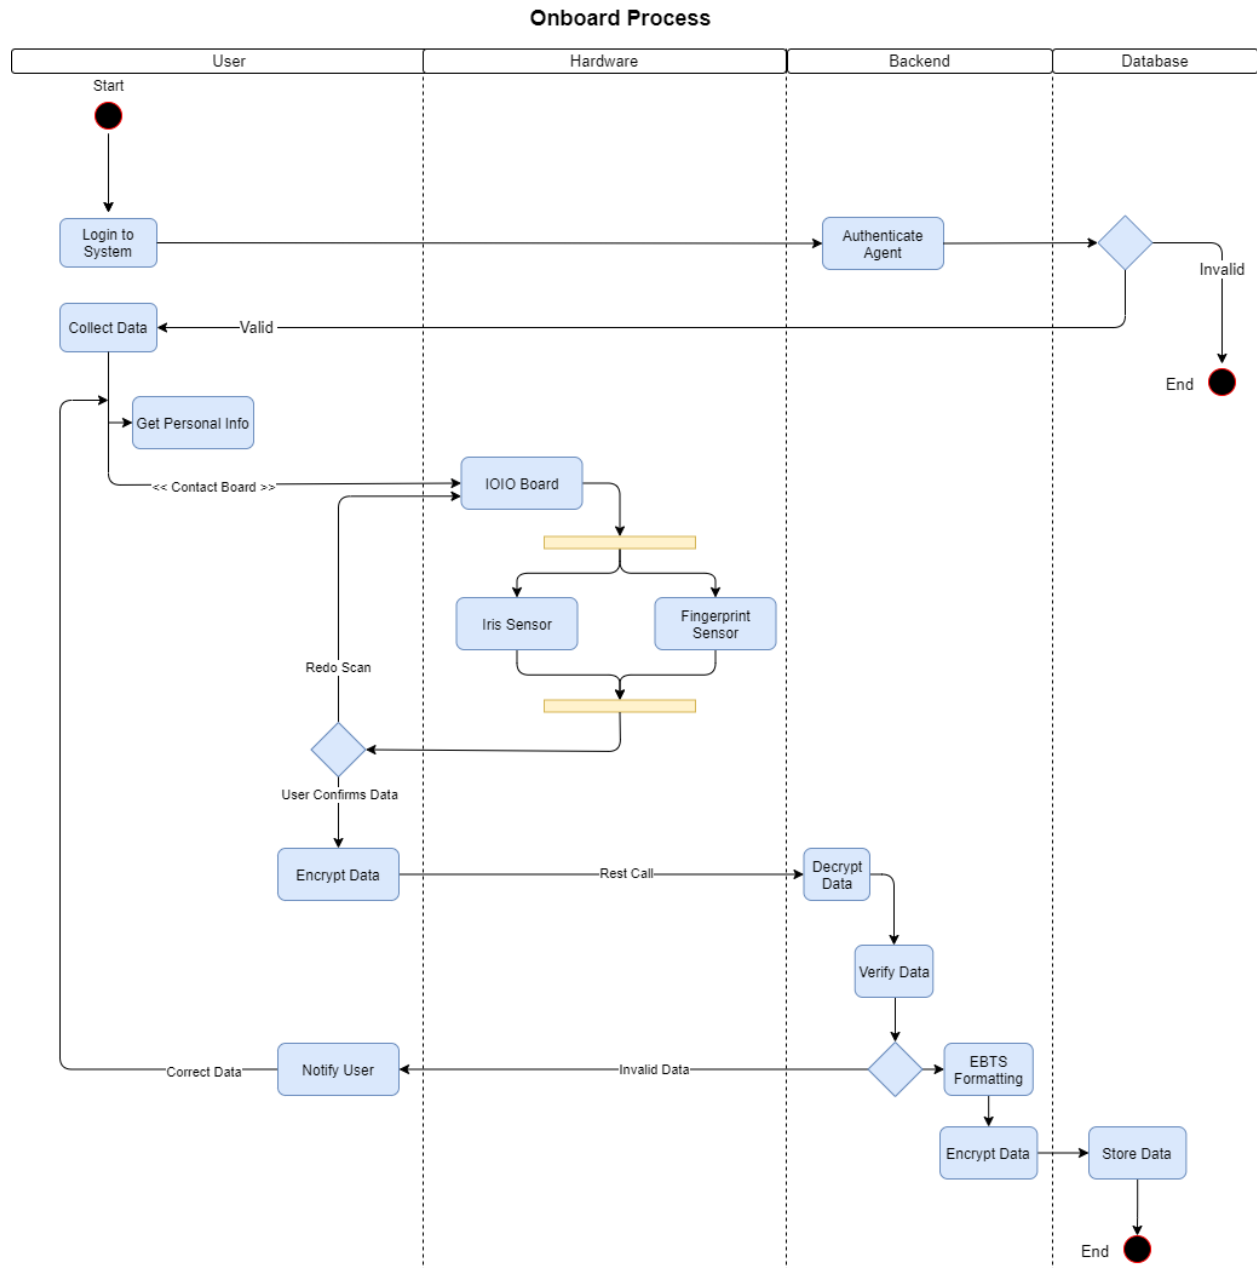 Onboard Process
User
Hardware
Backend
Database
Start
Login to
System
Authenticate
Agent
Invalid
Collect Data
Valid
End
Get Personal Info
<< Contact Board >>
IOIO Board
Iris Sensor
Fingerprint
Sensor
Redo Scan
User Confirms Data
Encrypt Data
Rest Call
Decrypt
Data
Verify Data
Correct Data
Notify User
Invalid Data
EBTS
Formatting
Encrypt Data
Store Data
End